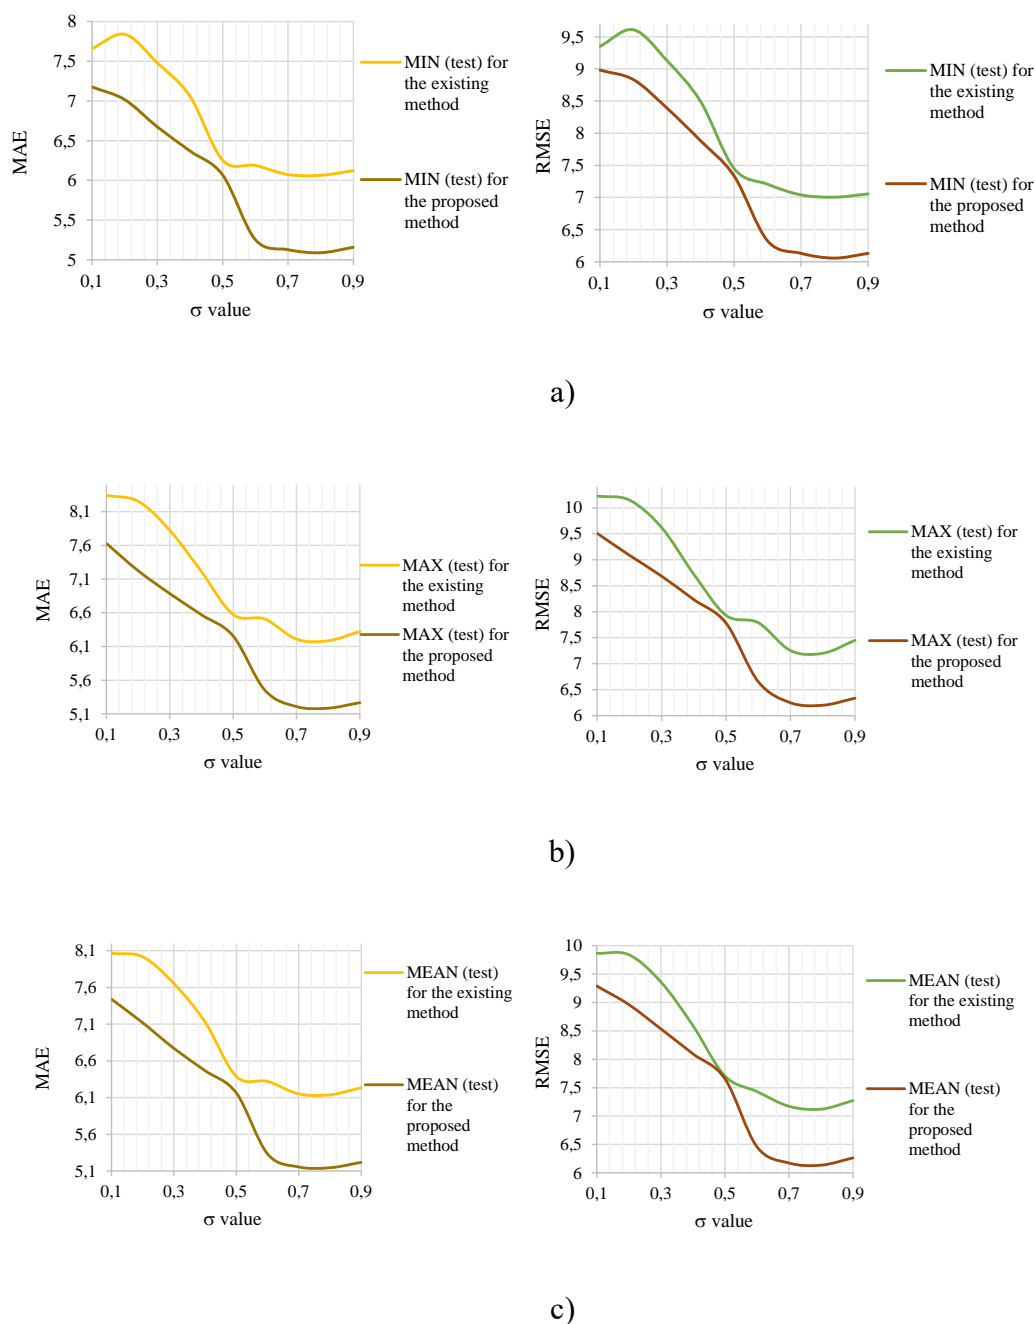 8
7,5
7
6,5
6
5,5
5
MAE
0,1 0,3 0,5 0,7 0,9
σ value
MIN (test) for
the existing
method
MIN (test) for
the proposed
method
9,5
9
8,5
8
7,5
7
6,5
6
RMSE
0,1 0,3 0,5 0,7 0,9
σ value
MIN (test) for
the existing
method
MIN (test) for
the proposed
method
a)
8,1
7,6
7,1
6,6
6,1
5,6
5,1
MAE
0,1 0,3 0,5 0,7 0,9
σ value
MAX (test) for
the existing
method
MAX (test) for
the proposed
method
10
9,5
9
8,5
8
7,5
7
6,5
6
RMSE
0,1 0,3 0,5 0,7 0,9
σ value
MAX (test) for
the existing
method
MAX (test) for
the proposed
method
b)
8,1
7,6
7,1
6,6
6,1
5,6
5,1
MAE
0,1 0,3 0,5 0,7 0,9
σ value
MEAN (test)
for the existing
method
MEAN (test)
for the
proposed
method
10
9,5
9
8,5
8
7,5
7
6,5
6
RMSE
0,1 0,3 0,5 0,7 0,9
σ value
MEAN (test)
for the existing
method
MEAN (test)
for the
proposed
method
c)